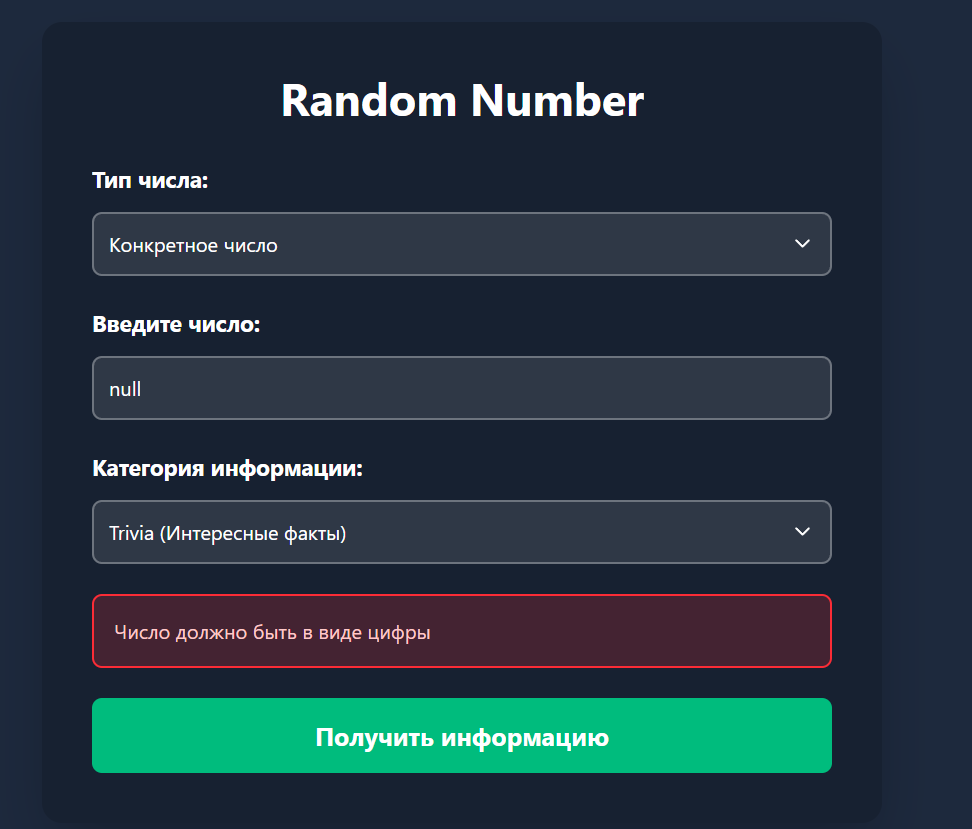 Random Number
Тип числа:
Конкретное число
Введите число:
null
Категория информации:
Trivia (Интересные факты)
Число должно быть в виде цифры
Получить информацию